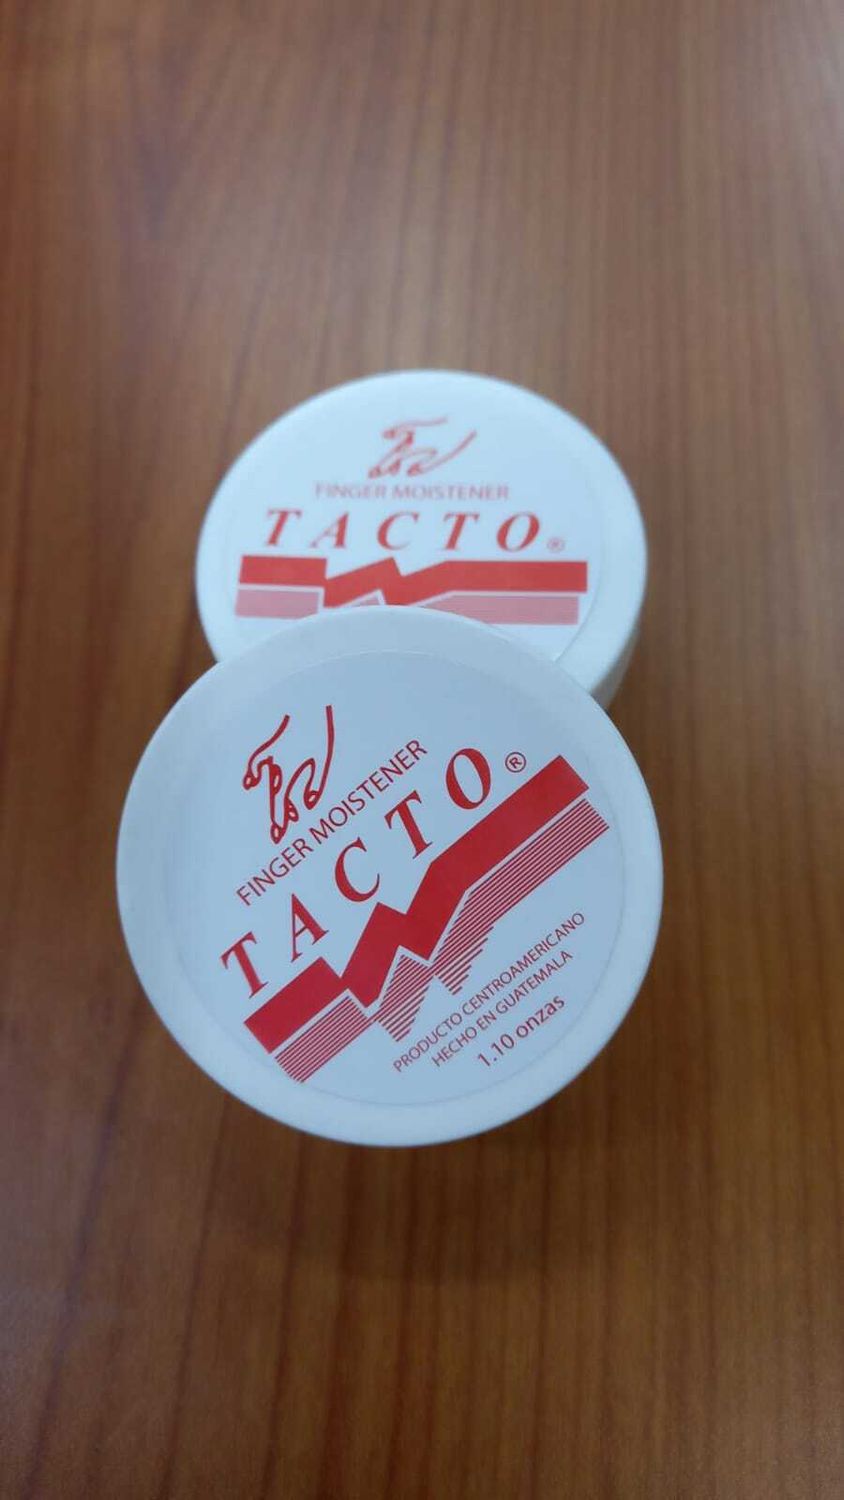 FINGER MOISTENER
TACTO®
FINGER MOISTENER
TACTO®
PRODUCTO CENTROAMERICANO
HECHO EN GUATEMALA
1.10 onzas